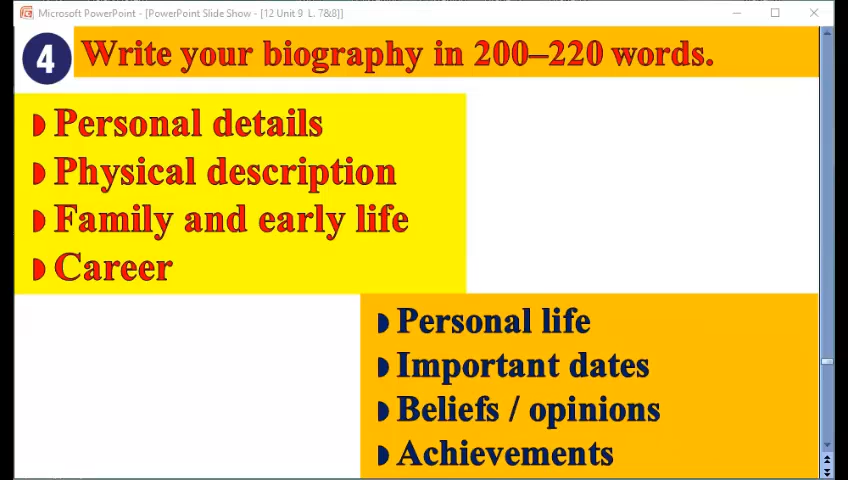 Microsoft PowerPoint - [PowerPoint Slide Show - [12 Unit 9 L. 7&8]]
4 Write your biography in 200–220 words.
Personal details
Physical description
Family and early life
Career
Personal life
Important dates
Beliefs / opinions
Achievements